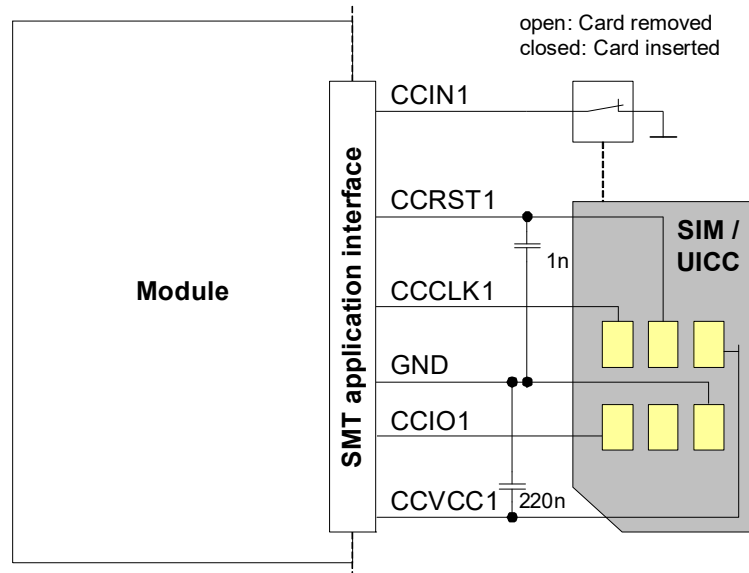 open: Card removed
closed: Card inserted
CCIN1
SMT application interface
CCRST1
SIM /
UICC
1n
Module
CCCLK1
GND
CCIO1
CCVCC1
220n